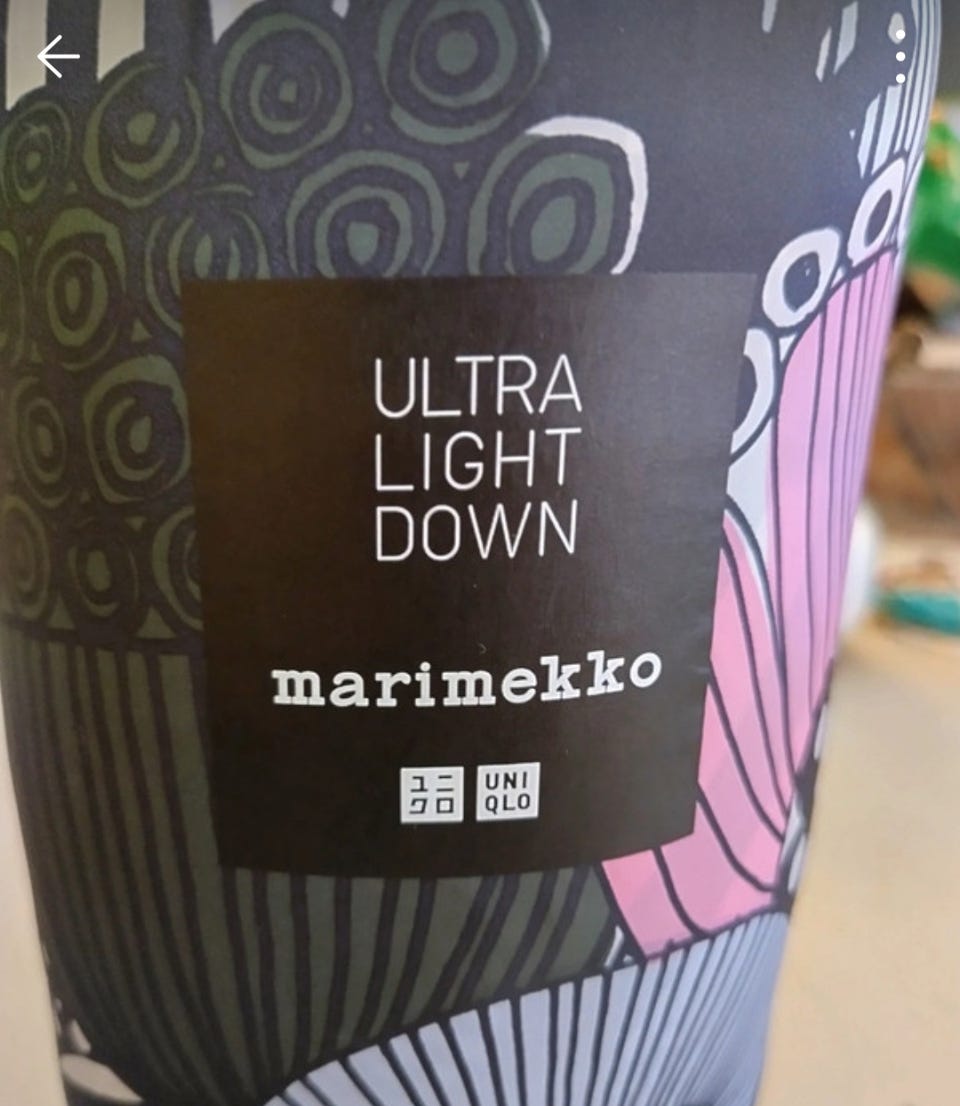 ULTRA
LIGHT
DOWN
marimekko
ユニ UNI
クロ QLO